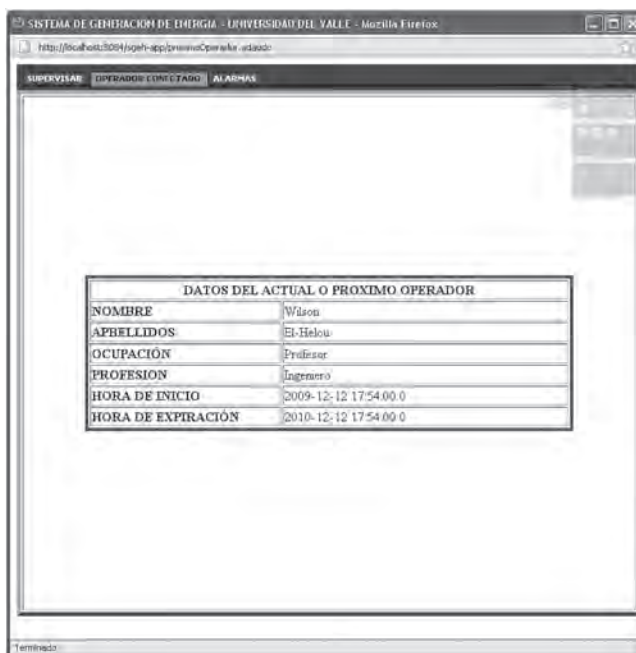 SISTEMA DE GENERACION DE ENERGIA - UNIVERSIDAD DEL VALLE - Mozilla Firefox
SUPERVISAR OPERADOR CONECTADO ALARMAS
DATOS DEL ACTUAL O PROXIMO OPERADOR
NOMBRE Wilson
APBELLIDOS El-Helou
OCUPACIÓN Profesor
PROFESION Ingeniero
HORA DE INICIO 2009-12-12 17:54:00.0
HORA DE EXPIRACIÓN 2010-12-12 17:54:00.0
Terminado